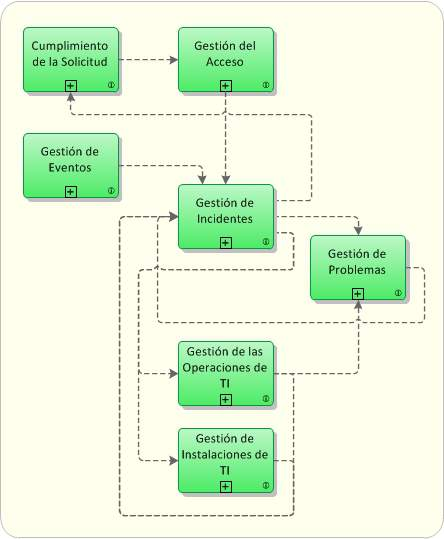 Cumplimiento
de la Solicitud
Gestión del
Acceso
Gestión de
Eventos
Gestión de
Incidentes
Gestión de
Problemas
Gestión de las
Operaciones de
TI
Gestión de
Instalaciones de
TI